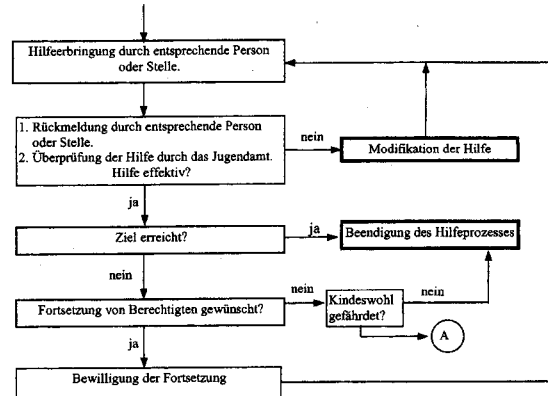 Hilfeerbringung durch entsprechende Person
oder Stelle.
1. Rückmeldung durch entsprechende Person
oder Stelle.
2. Überprüfung der Hilfe durch das Jugendamt.
Hilfe effektiv?
nein
Modifikation der Hilfe
ja
Ziel erreicht?
ja
Beendigung des Hilfeprozesses
nein
Fortsetzung von Berechtigten gewünscht?
nein
Kindeswohl
gefährdet?
nein
A
ja
Bewilligung der Fortsetzung